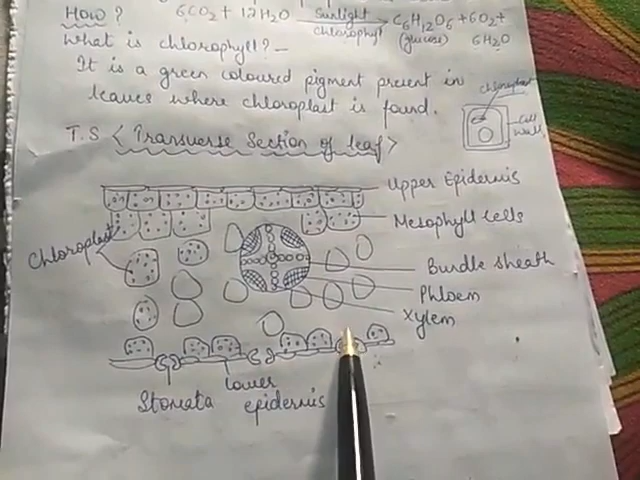 How? 6CO2 + 12H2O Sunlight chlorophyl C6H12O6 + 6O2 +
(glucose) 6H2O
What is chlorophyll? -
It is a green coloured pigment present in
leaves where chloroplast is found.
chloroplast
Cell wall
T.S < Transverse Section of leaf >
Upper Epidermis
Mesophyll cells
Chloroplast
Bundle sheath
Phloem
Xylem
Stomata
lower epidermis